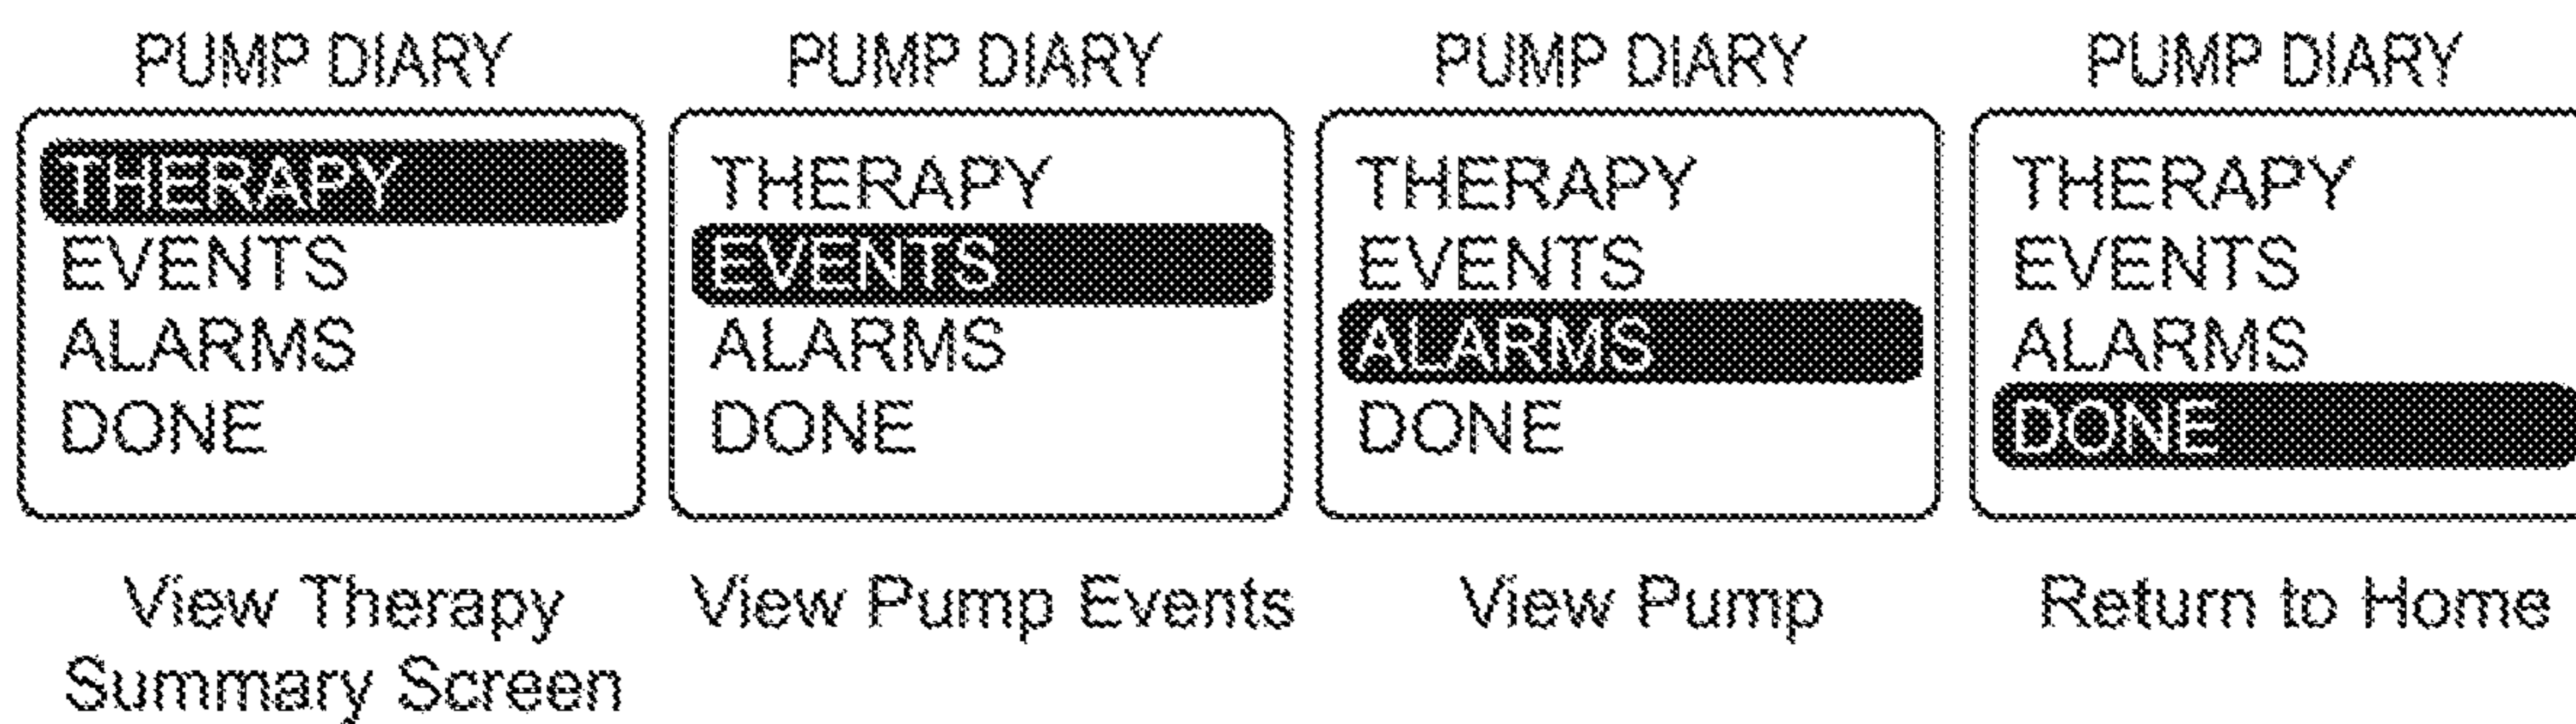 PUMP DIARY
THERAPY
EVENTS
ALARMS
DONE
View Therapy
Summary Screen
PUMP DIARY
THERAPY
EVENTS
ALARMS
DONE
View Pump Events
PUMP DIARY
THERAPY
EVENTS
ALARMS
DONE
View Pump
PUMP DIARY
THERAPY
EVENTS
ALARMS
DONE
Return to Home